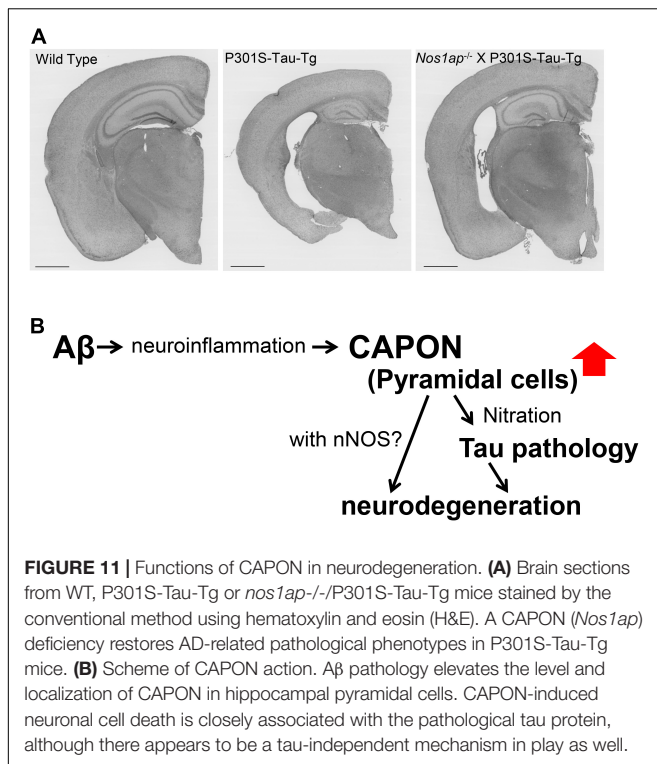 A
Wild Type
P301S-Tau-Tg
Nos1ap-/- X P301S-Tau-Tg
B
Aβ → neuroinflammation → CAPON
(Pyramidal cells)
with nNOS?
Nitration
Tau pathology
neurodegeneration
FIGURE 11 | Functions of CAPON in neurodegeneration. (A) Brain sections
from WT, P301S-Tau-Tg or nos1ap-/-/P301S-Tau-Tg mice stained by the
conventional method using hematoxylin and eosin (H&E). A CAPON (Nos1ap)
deficiency restores AD-related pathological phenotypes in P301S-Tau-Tg
mice. (B) Scheme of CAPON action. Aβ pathology elevates the level and
localization of CAPON in hippocampal pyramidal cells. CAPON-induced
neuronal cell death is closely associated with the pathological tau protein,
although there appears to be a tau-independent mechanism in play as well.